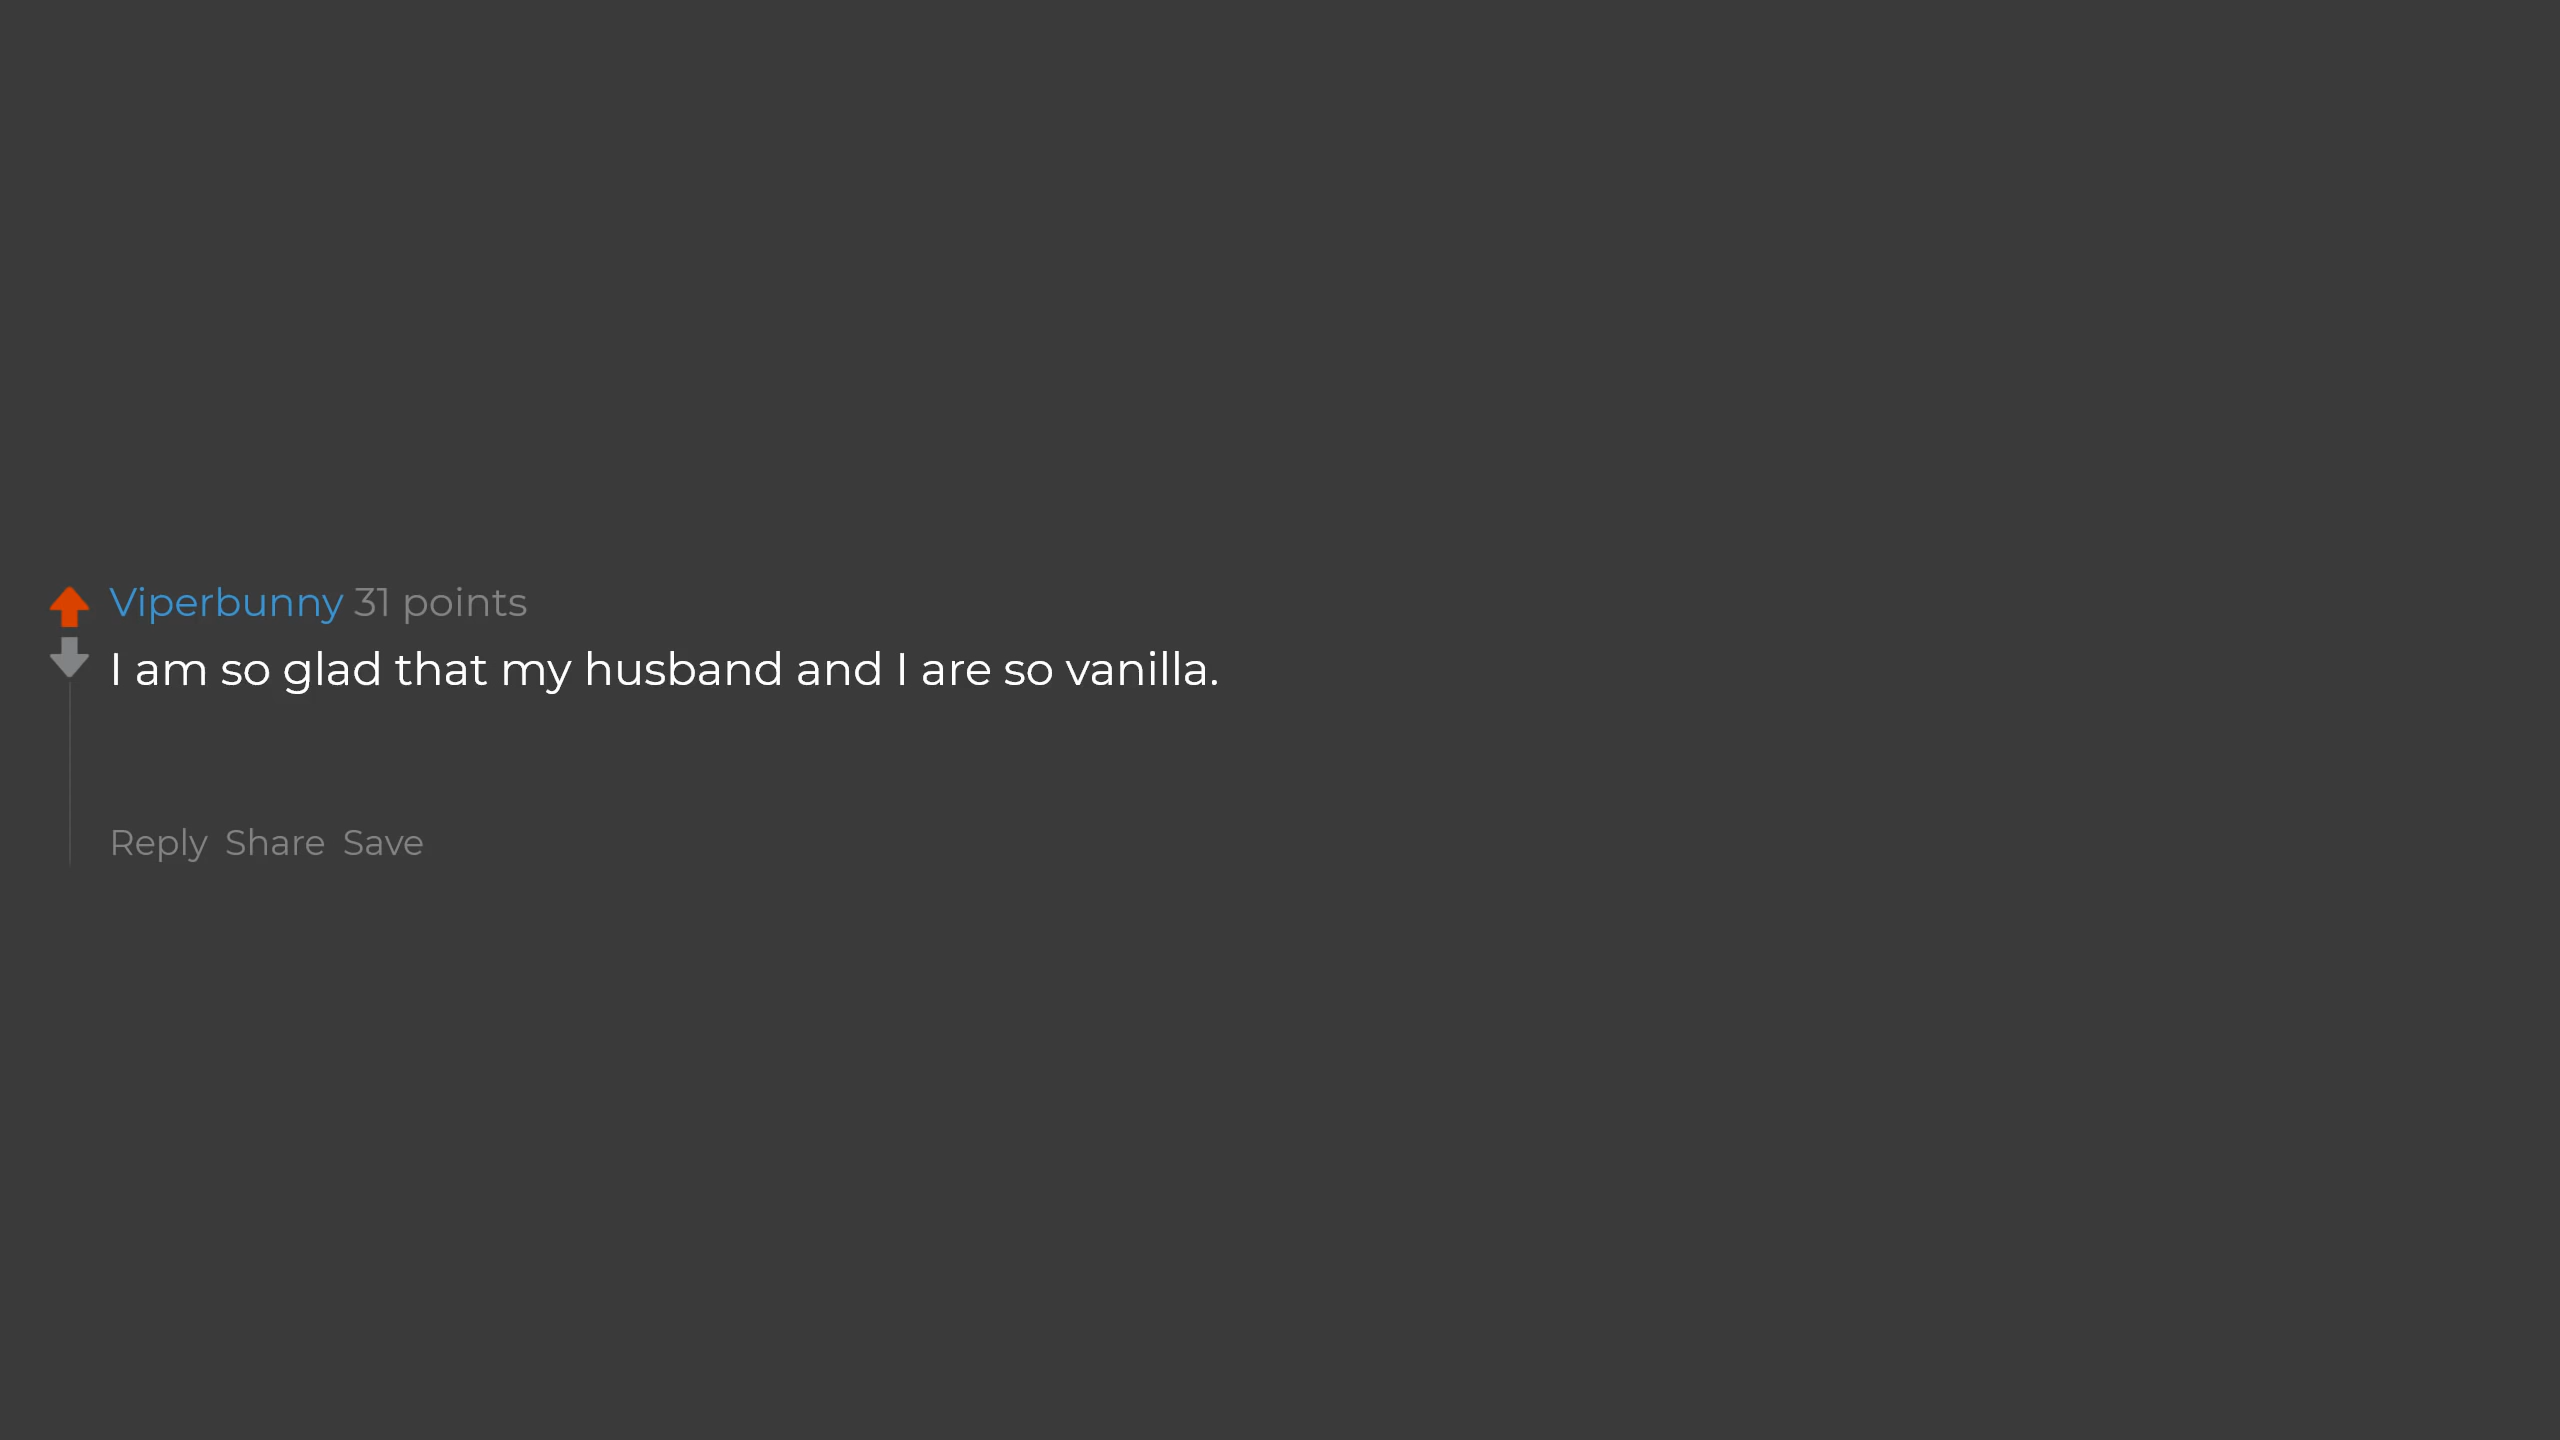 Viperbunny 31 points
I am so glad that my husband and I are so vanilla.
Reply Share Save